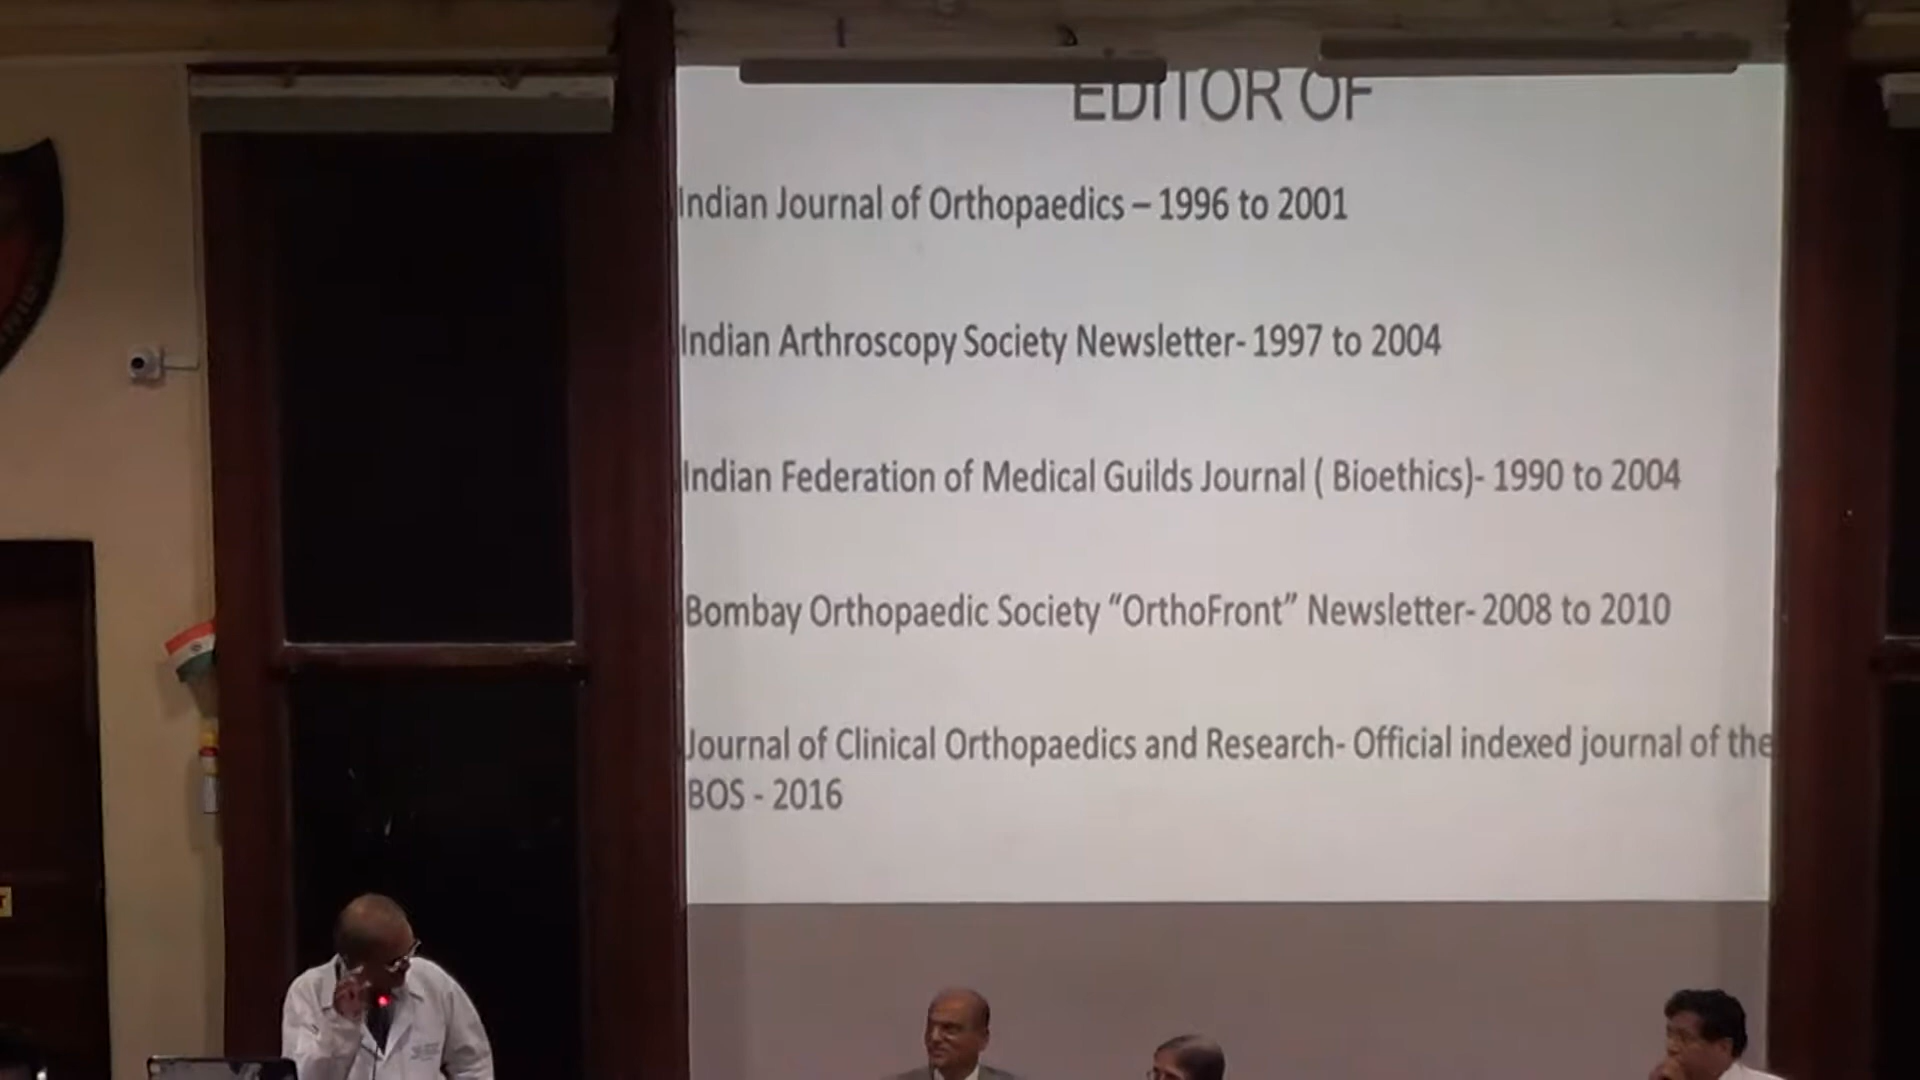 EDITOR OF
Indian Journal of Orthopaedics – 1996 to 2001
Indian Arthroscopy Society Newsletter- 1997 to 2004
Indian Federation of Medical Guilds Journal ( Bioethics)- 1990 to 2004
Bombay Orthopaedic Society “OrthoFront” Newsletter- 2008 to 2010
Journal of Clinical Orthopaedics and Research- Official indexed journal of the
BOS - 2016